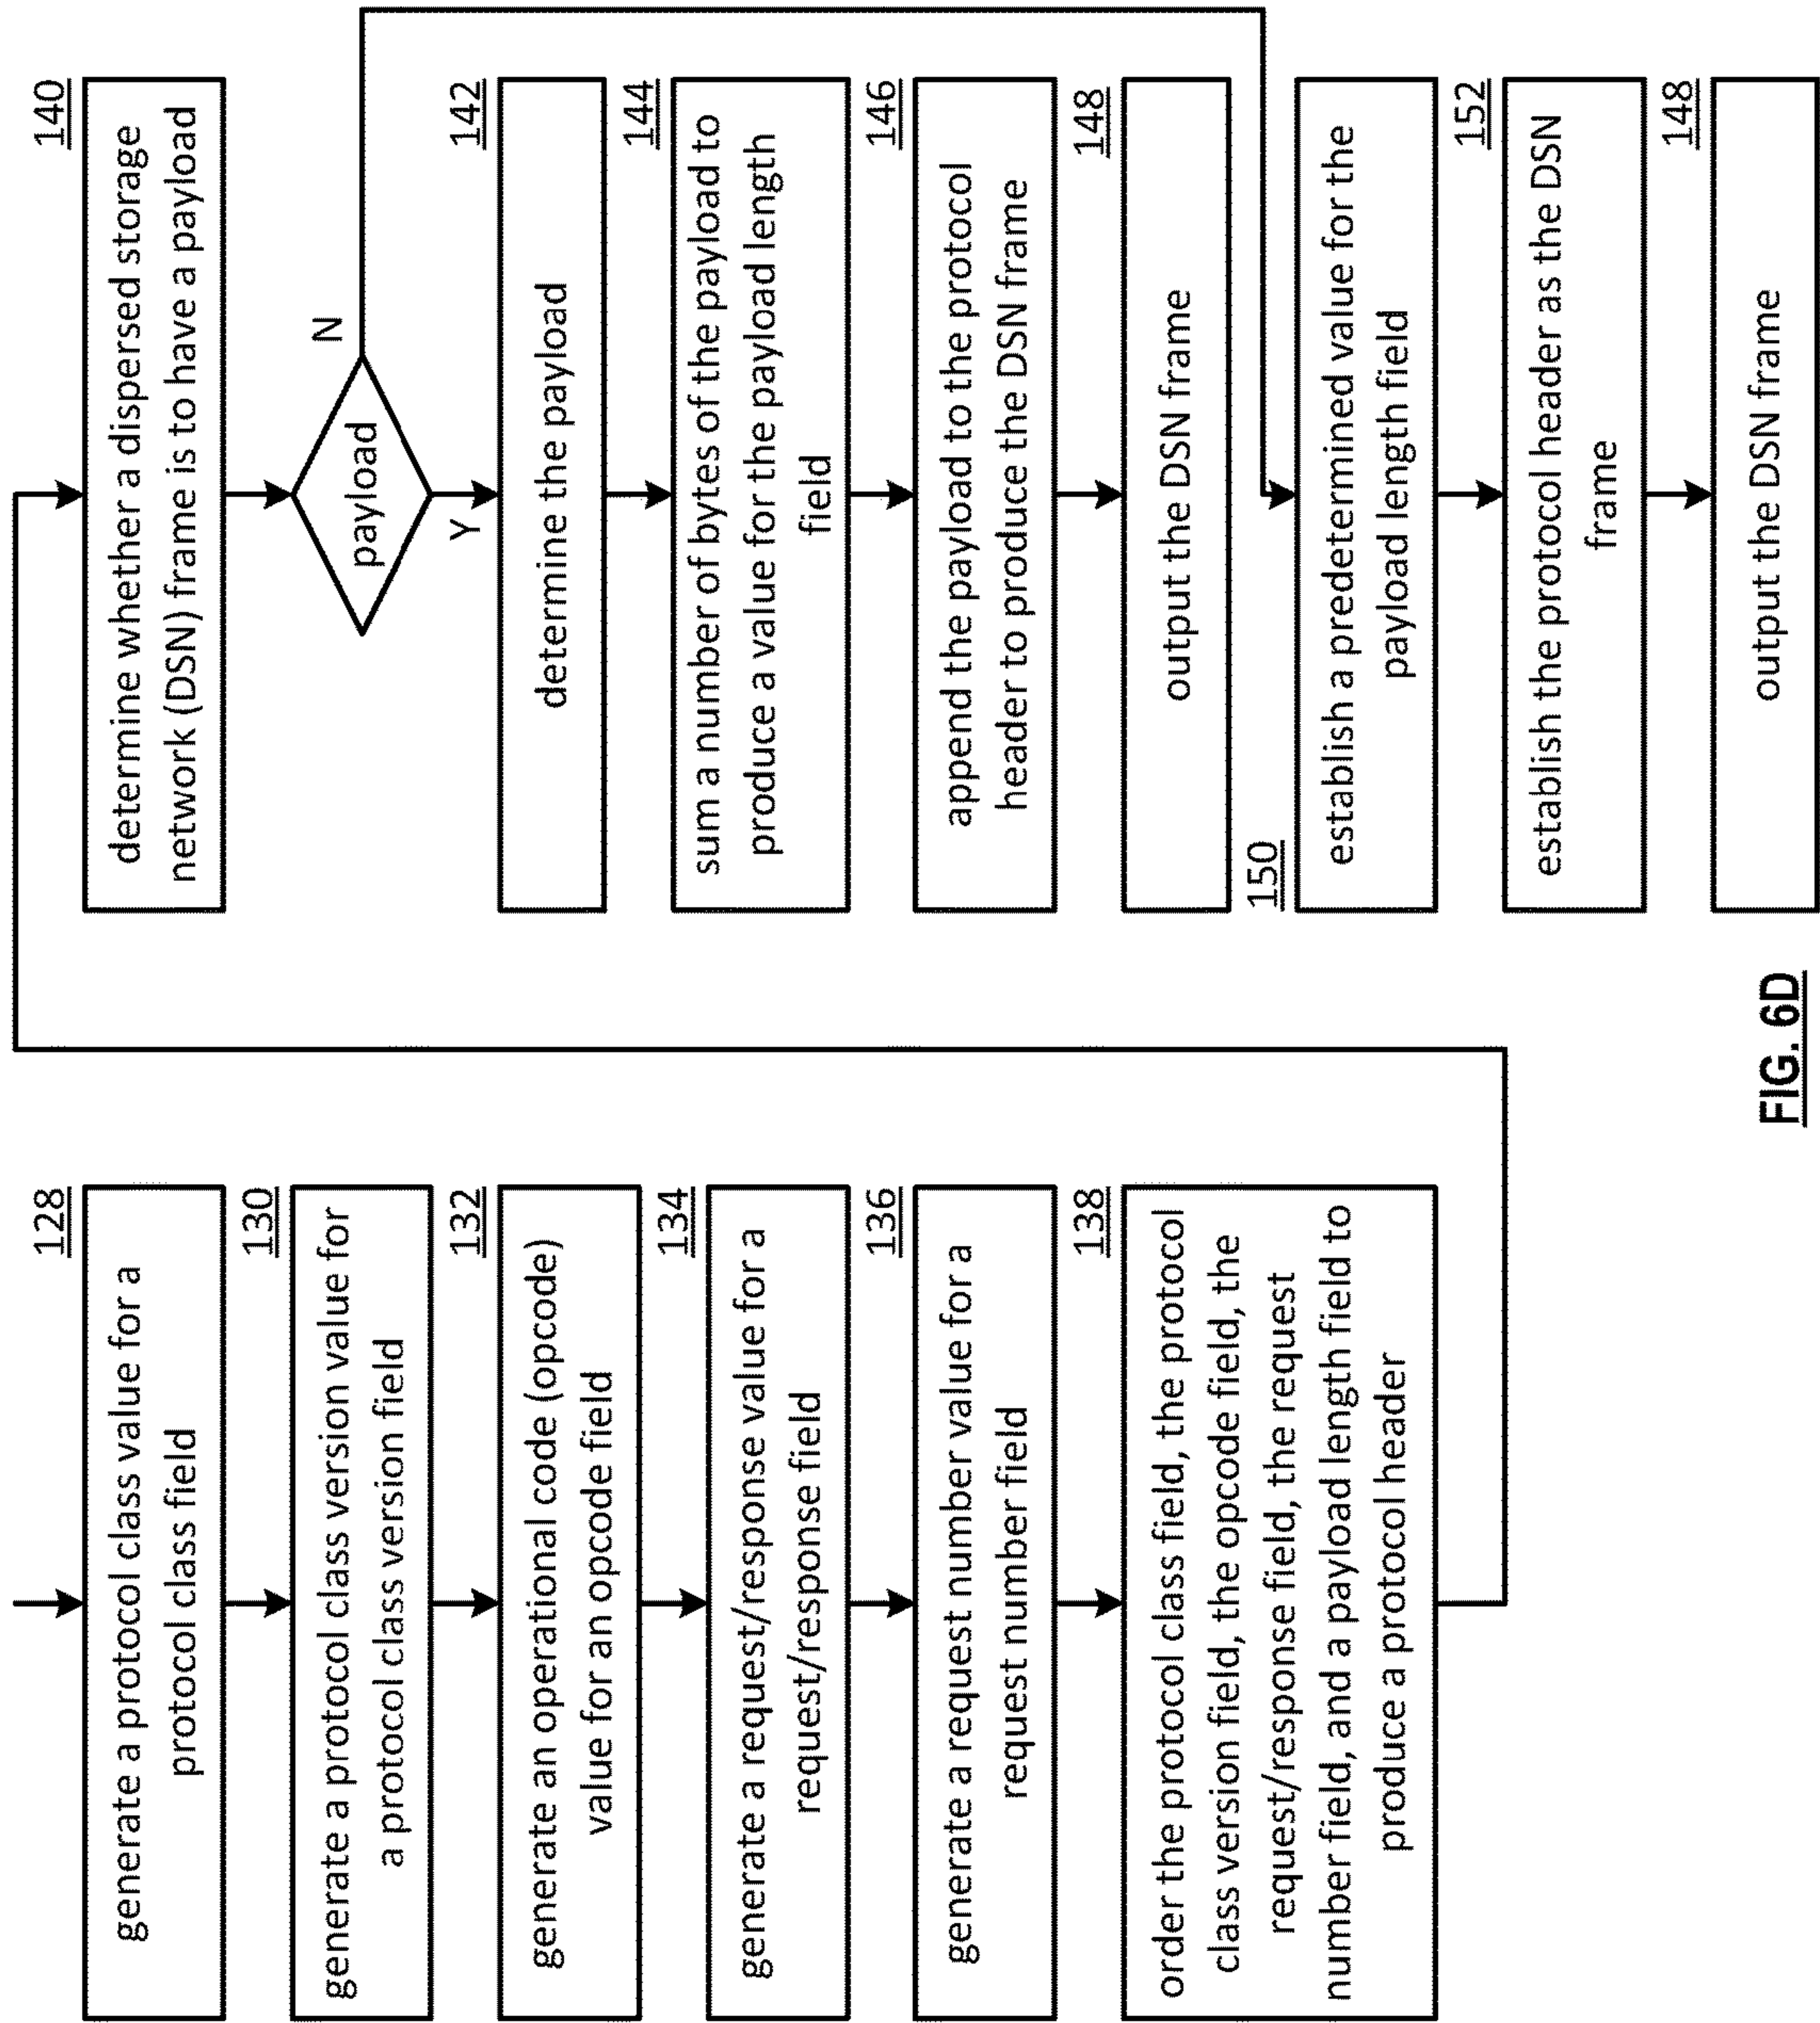 128
generate a protocol class value for a
protocol class field
130
generate a protocol class version value for
a protocol class version field
132
generate an operational code (opcode)
value for an opcode field
134
generate a request/response value for a
request/response field
136
generate a request number value for a
request number field
138
order the protocol class field, the protocol
class version field, the opcode field, the
request/response field, the request
number field, and a payload length field to
produce a protocol header
140
determine whether a dispersed storage
network (DSN) frame is to have a payload
payload
N
Y
142
determine the payload
144
sum a number of bytes of the payload to
produce a value for the payload length
field
146
append the payload to the protocol
header to produce the DSN frame
148
output the DSN frame
150
establish a predetermined value for the
payload length field
152
establish the protocol header as the DSN
frame
148
output the DSN frame
FIG. 6D